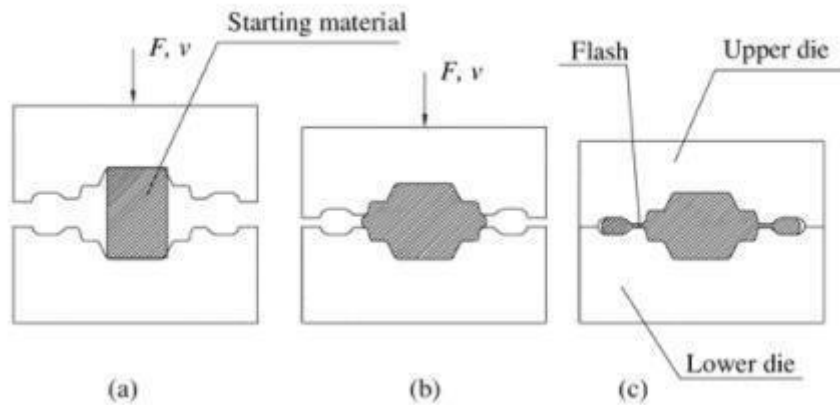 Starting material
F, v
F, v
Flash
Upper die
Lower die
(a)
(b)
(c)